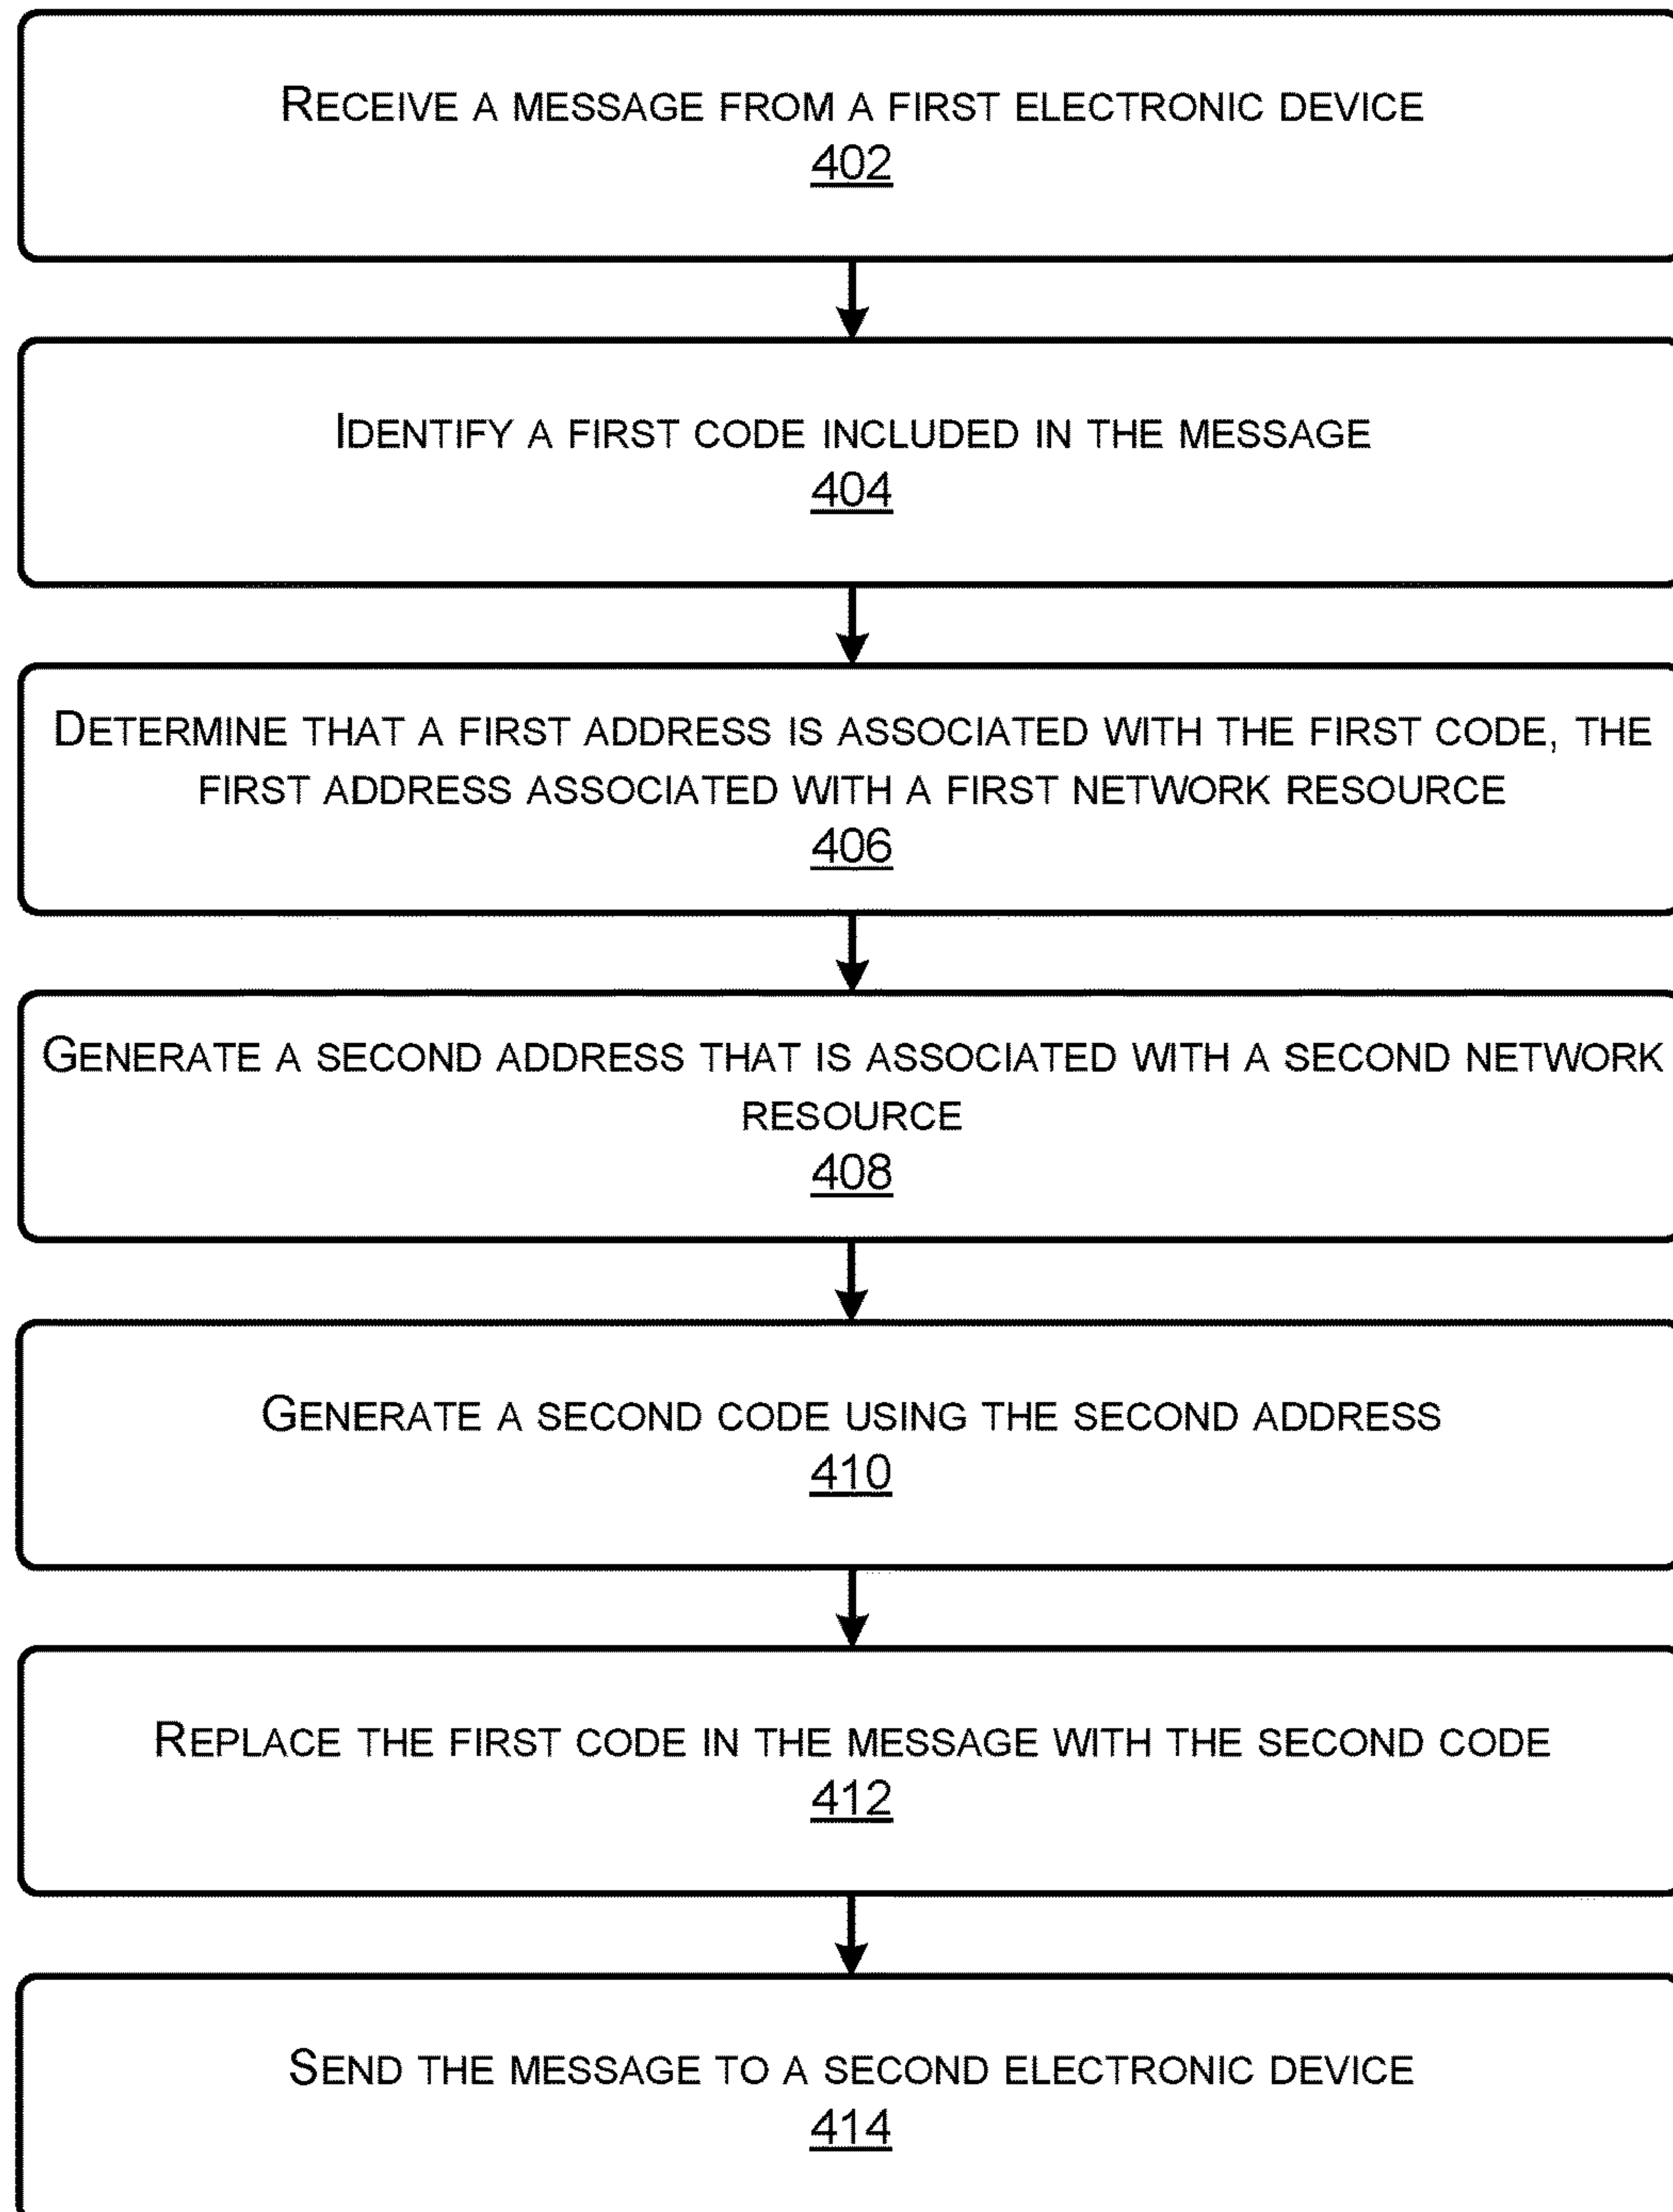 RECEIVE A MESSAGE FROM A FIRST ELECTRONIC DEVICE
402
IDENTIFY A FIRST CODE INCLUDED IN THE MESSAGE
404
DETERMINE THAT A FIRST ADDRESS IS ASSOCIATED WITH THE FIRST CODE, THE
FIRST ADDRESS ASSOCIATED WITH A FIRST NETWORK RESOURCE
406
GENERATE A SECOND ADDRESS THAT IS ASSOCIATED WITH A SECOND NETWORK
RESOURCE
408
GENERATE A SECOND CODE USING THE SECOND ADDRESS
410
REPLACE THE FIRST CODE IN THE MESSAGE WITH THE SECOND CODE
412
SEND THE MESSAGE TO A SECOND ELECTRONIC DEVICE
414